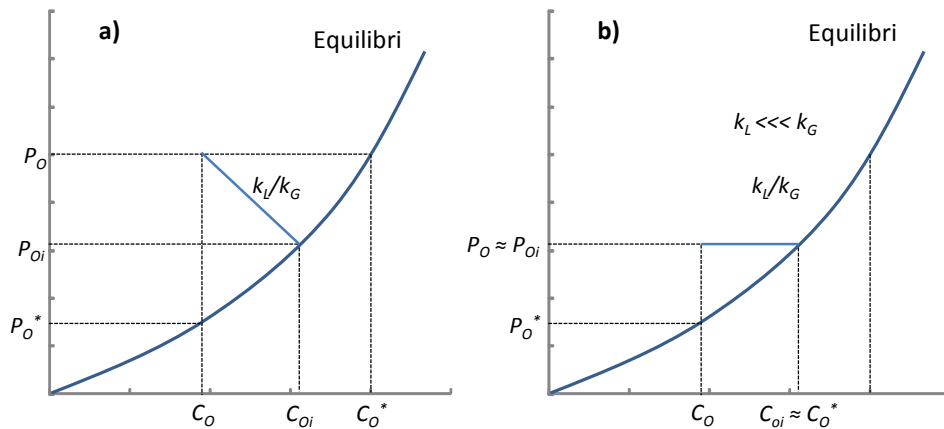 a)
Equilibri
P_O
k_L/k_G
P_Oi
P_O*
C_O
C_Oi
C_O*
b)
Equilibri
k_L <<< k_G
k_L/k_G
P_O ≈ P_Oi
P_O*
C_O
C_oi ≈ C_O*